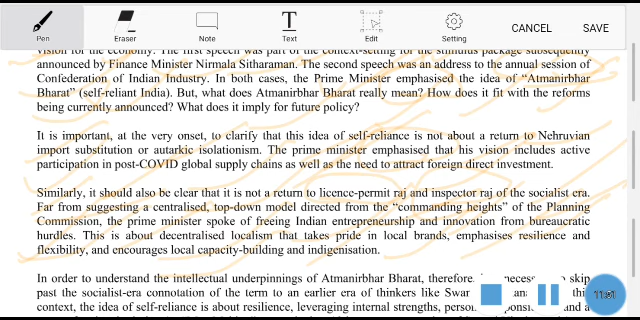 Pen Eraser Note Text Edit Setting CANCEL SAVE
vision for the economy. The first speech was part of the context-setting for the stimulus package subsequently
announced by Finance Minister Nirmala Sitharaman. The second speech was an address to the annual session of
Confederation of Indian Industry. In both cases, the Prime Minister emphasised the idea of “Atmanirbhar
Bharat” (self-reliant India). But, what does Atmanirbhar Bharat really mean? How does it fit with the reforms
being currently announced? What does it imply for future policy?
It is important, at the very onset, to clarify that this idea of self-reliance is not about a return to Nehruvian
import substitution or autarkic isolationism. The prime minister emphasised that his vision includes active
participation in post-COVID global supply chains as well as the need to attract foreign direct investment.
Similarly, it should also be clear that it is not a return to licence-permit raj and inspector raj of the socialist era.
Far from suggesting a centralised, top-down model directed from the “commanding heights” of the Planning
Commission, the prime minister spoke of freeing Indian entrepreneurship and innovation from bureaucratic
hurdles. This is about decentralised localism that takes pride in local brands, emphasises resilience and
flexibility, and encourages local capacity-building and indigenisation.
In order to understand the intellectual underpinnings of Atmanirbhar Bharat, therefore, skip
past the socialist-era connotation of the term to an earlier era of thinkers like
context, the idea of self-reliance is about resilience, leveraging internal strengths, and a